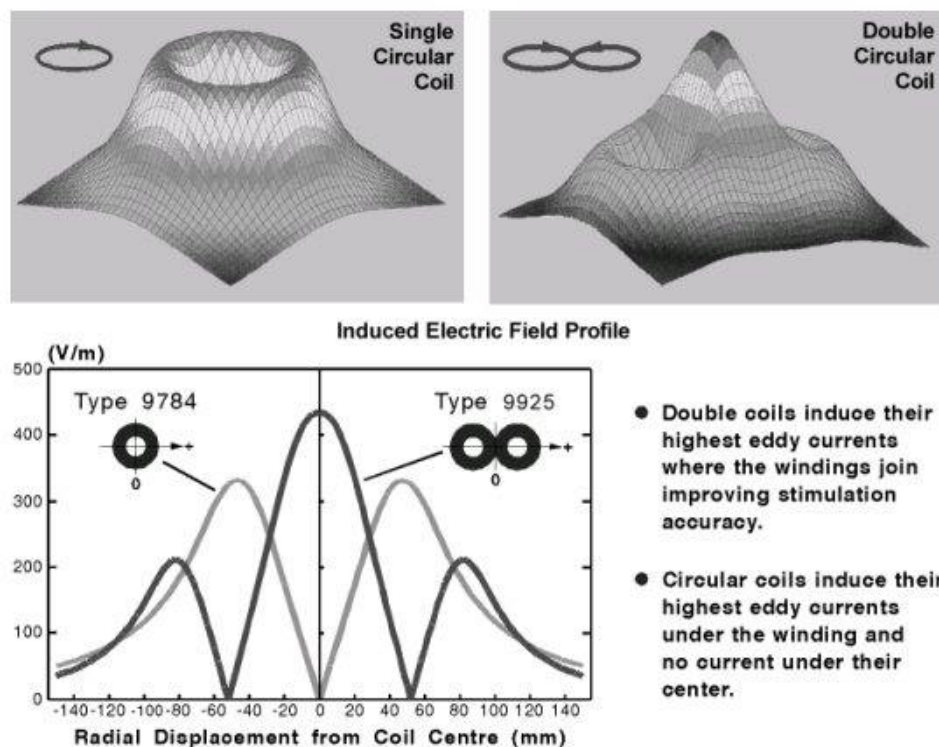 Single
Circular
Coil
Double
Circular
Coil
Induced Electric Field Profile
(V/m)
500
400
300
200
100
0
Type 9784
+
0
Type 9925
+
0
-140 -120 -100 -80 -60 -40 -20 0 20 40 60 80 100 120 140
Radial Displacement from Coil Centre (mm)
● Double coils induce their
highest eddy currents
where the windings join
improving stimulation
accuracy.
● Circular coils induce their
highest eddy currents
under the winding and
no current under their
center.